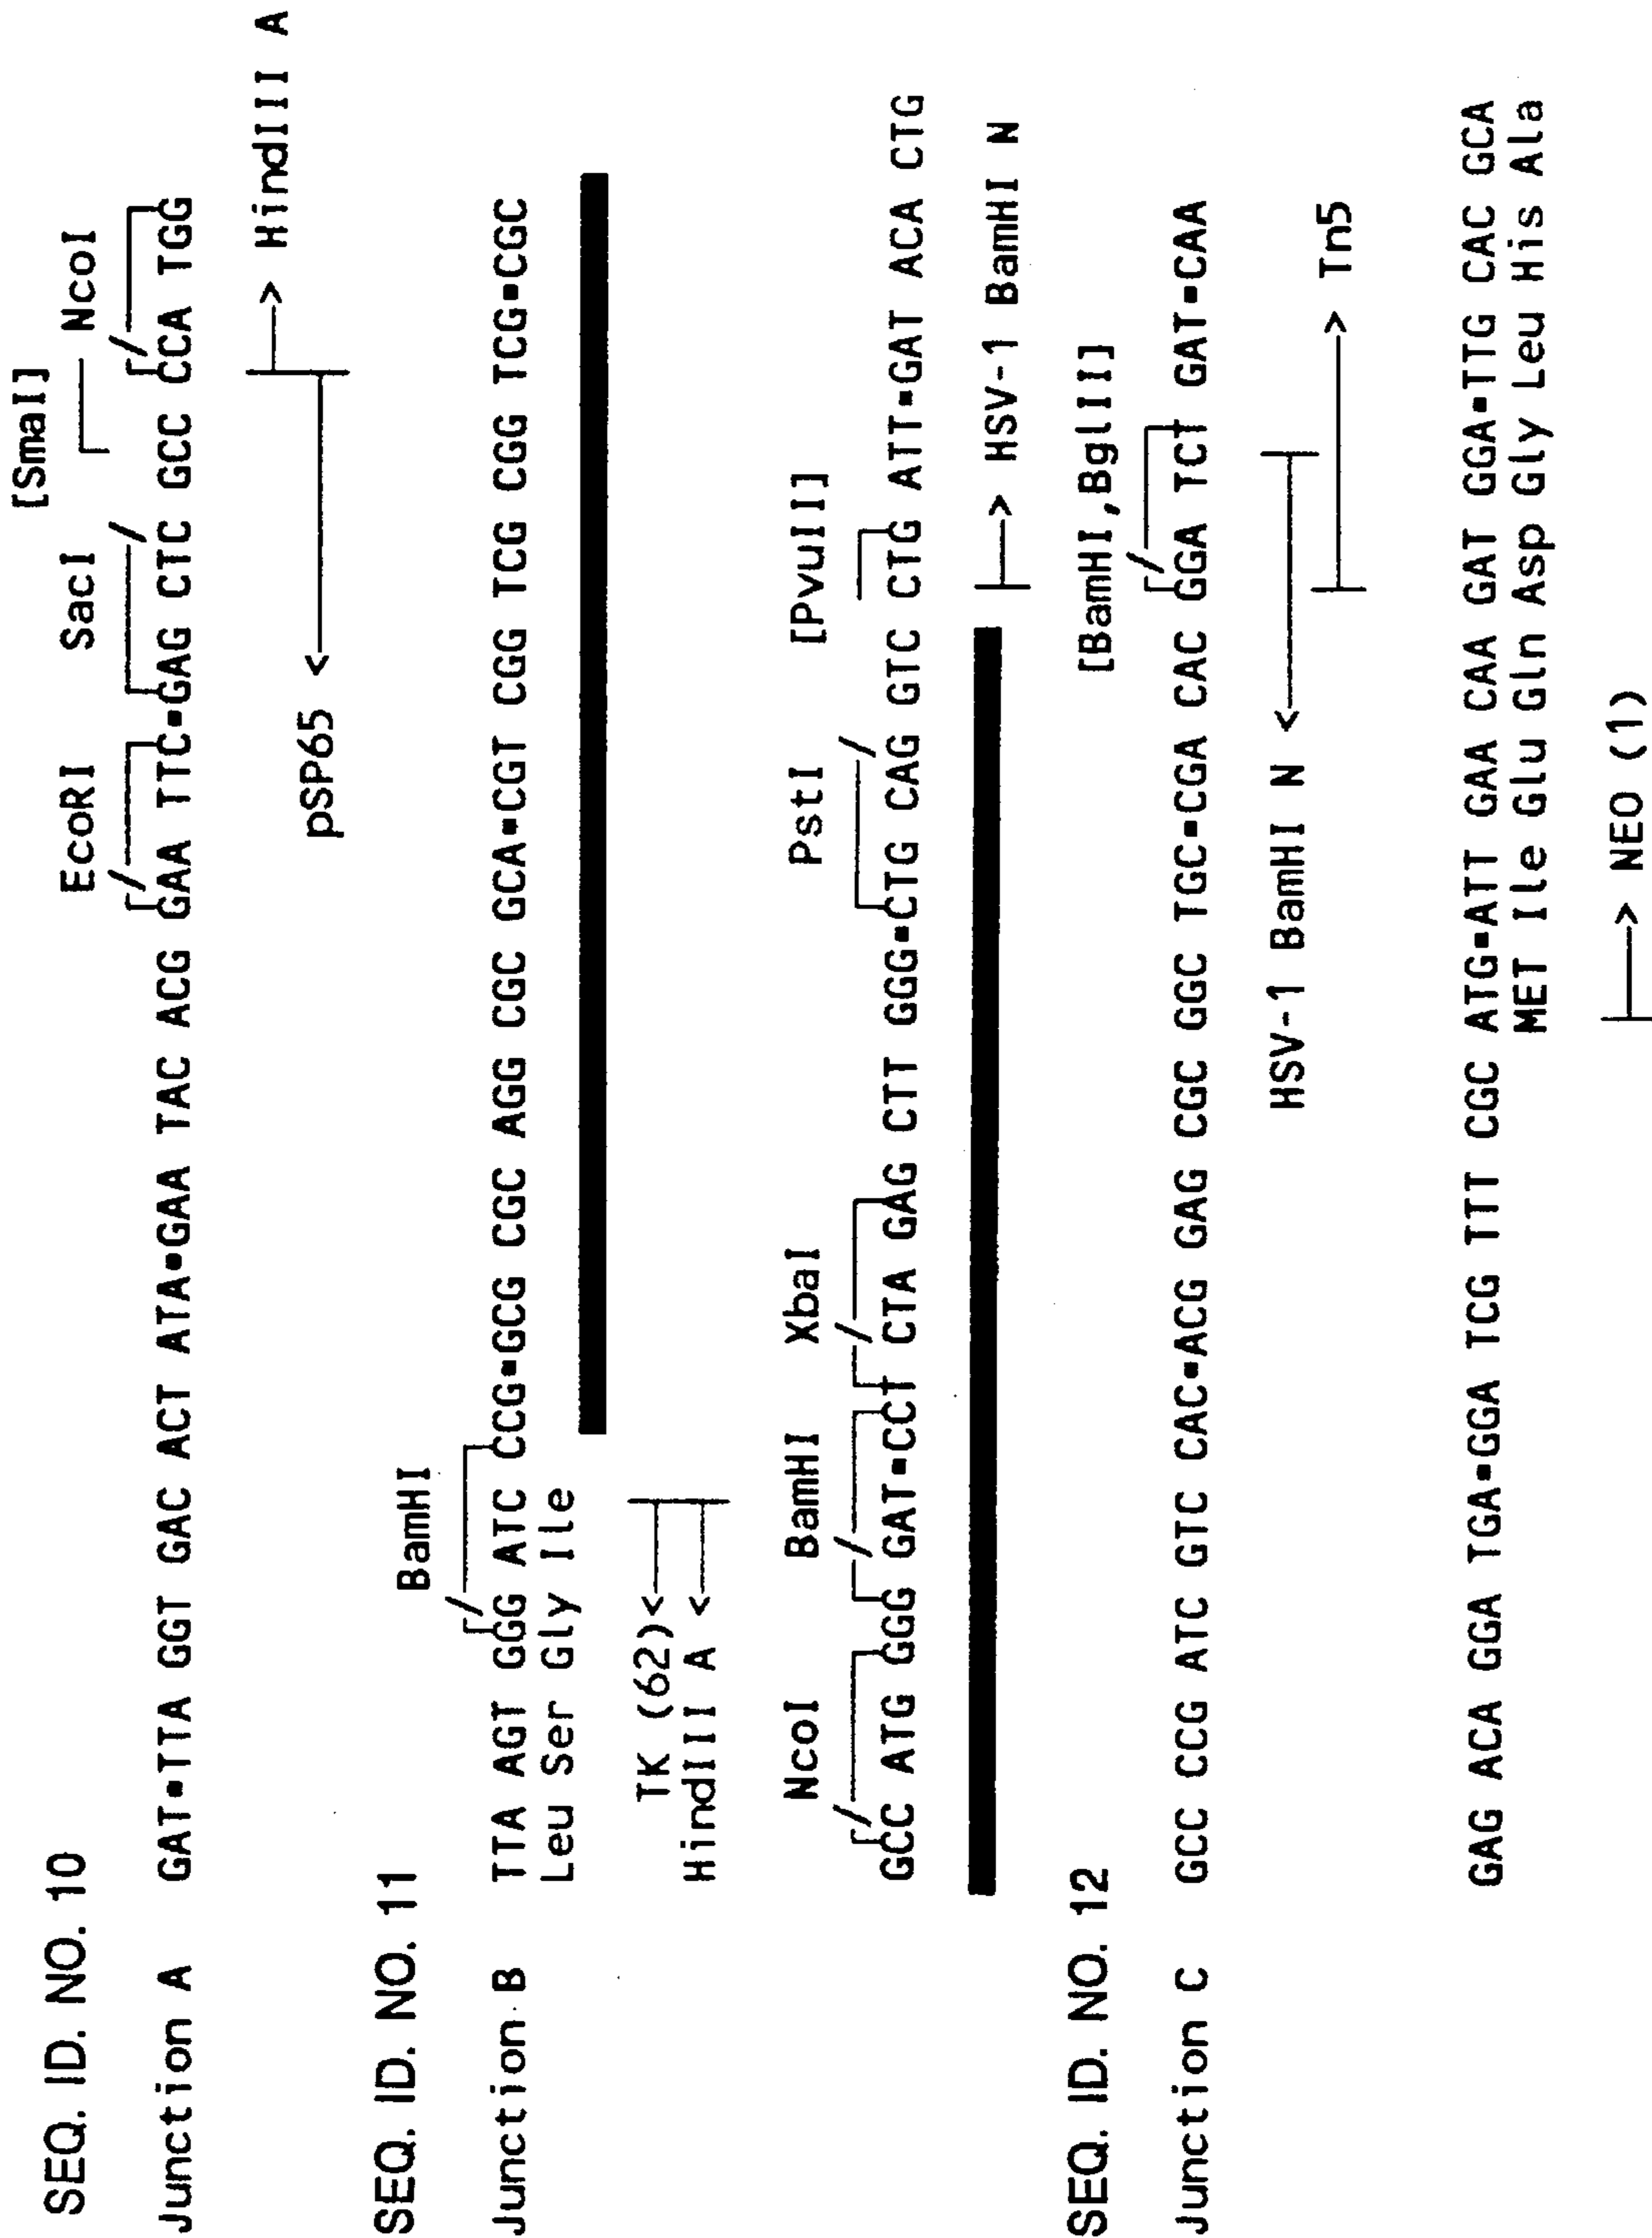 SEQ. ID. NO. 10
[SmaI]
EcoRI SacI NcoI
Junction A GAT•TTA GGT GAC ACT ATA•GAA TAC ACG GAA TTC•GAG CTC GCC CCA TGG
> HindIII A
pSP65 <
SEQ. ID. NO. 11
BamHI
Junction B TTA AGT GGG ATC CCG•GCG CGC AGG CGC GCA•CGT CGG TCG CGG TCG•CGC
Leu Ser Gly Ile
TK (62)<
HindIII A <
NcoI BamHI XbaI PstI [PvuII]
GCC ATG GGG GAT•CCT CTA GAG CTT GGG•CTG CAG GTC CTG ATT•GAT ACA CTG
> HSV-1 BamHI N
SEQ. ID. NO. 12
[BamHI,BglII]
Junction C GCC CCG ATC GTC CAC•ACG GAG CGC GGC TGC•CGA CAC GGA TCT GAT•CAA
HSV-1 BamHI N <
> Tn5
GAG ACA GGA TGA•GGA TCG TTT CGC ATG•ATT GAA CAA GAT GGA•TTG CAC GCA
MET Ile Glu Gln Asp Gly Leu His Ala
> NEO (1)